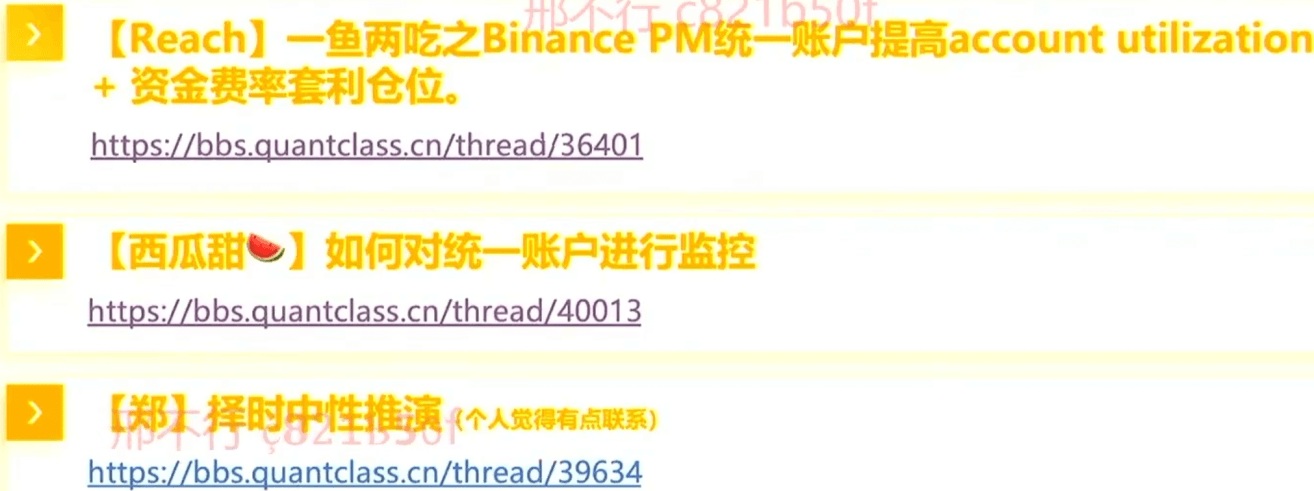 邢不行 c821b50f
【Reach】一鱼两吃之Binance PM统一账户提高account utilization
+ 资金费率套利仓位。
https://bbs.quantclass.cn/thread/36401
【西瓜甜🍉】如何对统一账户进行监控
https://bbs.quantclass.cn/thread/40013
【郑】择时中性推演（个人觉得有点联系）
邢不行 c821b50f
https://bbs.quantclass.cn/thread/39634